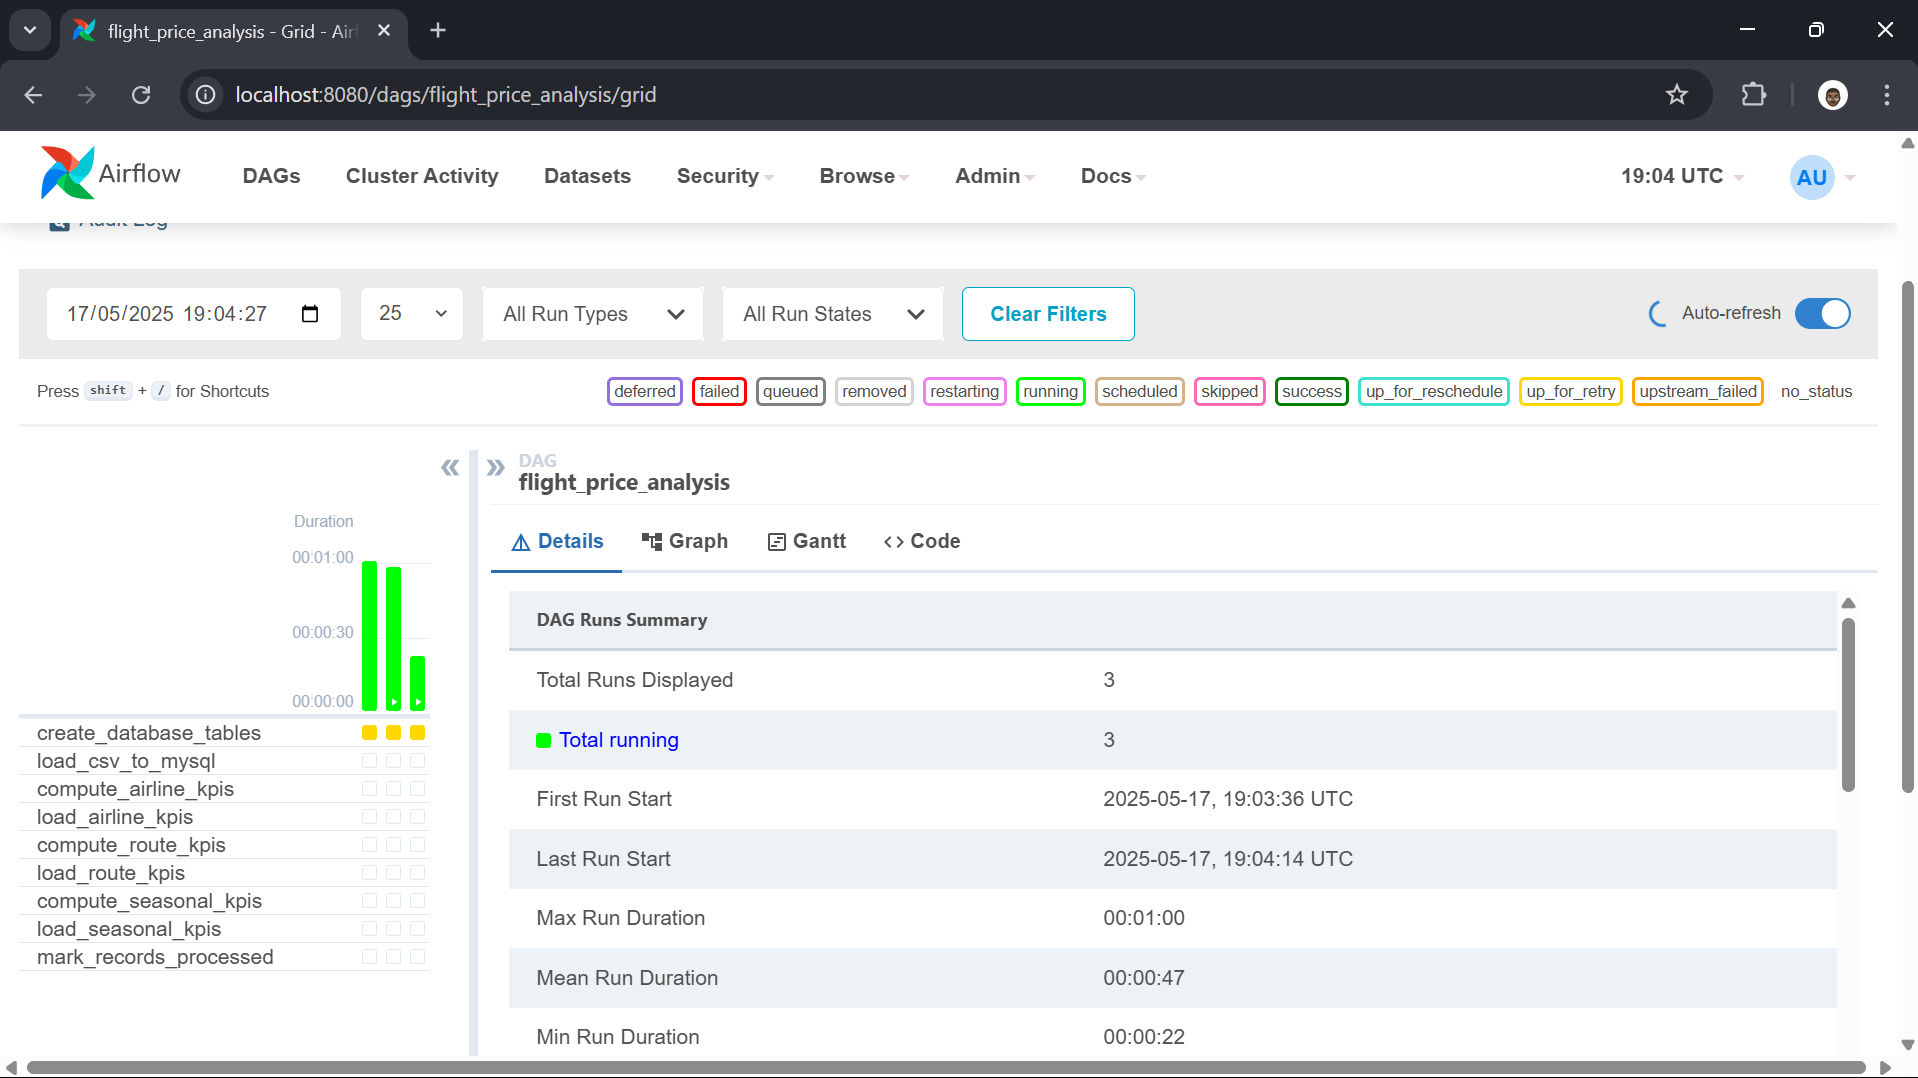 flight_price_analysis - Grid - Air
localhost:8080/dags/flight_price_analysis/grid
Airflow
DAGs
Cluster Activity
Datasets
Security
Browse
Admin
Docs
19:04 UTC
AU
Audit Log
17/05/2025 19:04:27
25
All Run Types
All Run States
Clear Filters
Auto-refresh
Press shift + / for Shortcuts
deferred
failed
queued
removed
restarting
running
scheduled
skipped
success
up_for_reschedule
up_for_retry
upstream_failed
no_status
DAG
flight_price_analysis
Duration
00:01:00
00:00:30
00:00:00
create_database_tables
load_csv_to_mysql
compute_airline_kpis
load_airline_kpis
compute_route_kpis
load_route_kpis
compute_seasonal_kpis
load_seasonal_kpis
mark_records_processed
Details
Graph
Gantt
Code
DAG Runs Summary
Total Runs Displayed 3
Total running 3
First Run Start 2025-05-17, 19:03:36 UTC
Last Run Start 2025-05-17, 19:04:14 UTC
Max Run Duration 00:01:00
Mean Run Duration 00:00:47
Min Run Duration 00:00:22